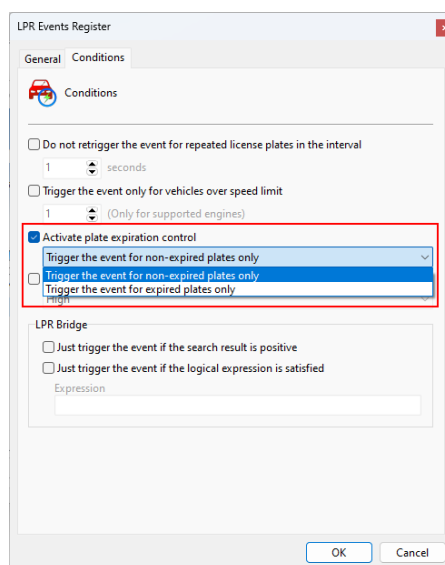 LPR Events Register
General Conditions
Conditions
Do not retrigger the event for repeated license plates in the interval
1 seconds
Trigger the event only for vehicles over speed limit
1 (Only for supported engines)
Activate plate expiration control
Trigger the event for non-expired plates only
Trigger the event for non-expired plates only
Trigger the event for expired plates only
High
LPR Bridge
Just trigger the event if the search result is positive
Just trigger the event if the logical expression is satisfied
Expression
OK Cancel